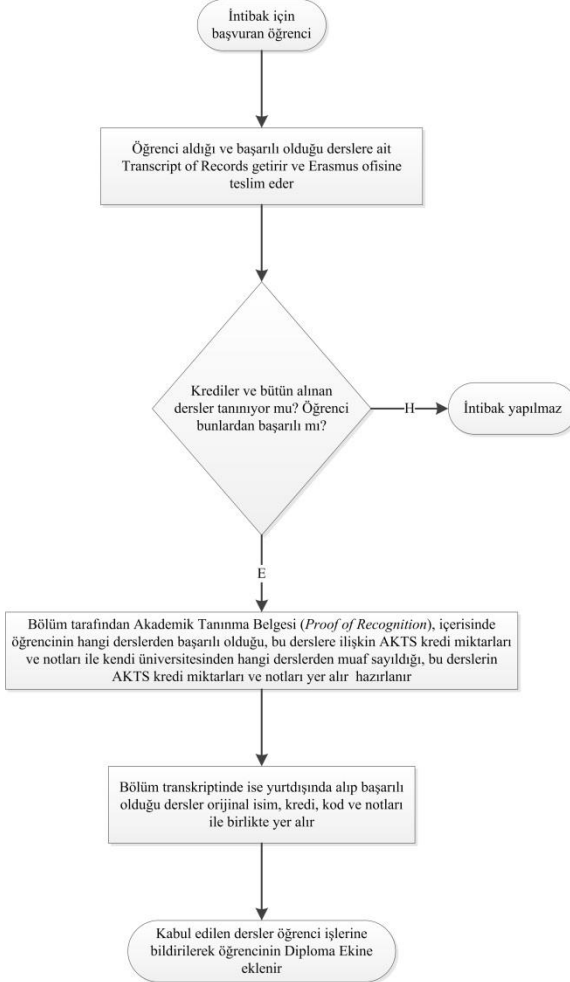 İntibak için
başvuran öğrenci
Öğrenci aldığı ve başarılı olduğu derslere ait
Transcript of Records getirir ve Erasmus ofisine
teslim eder
Krediler ve bütün alınan
dersler tanınıyor mu? Öğrenci
bunlardan başarılı mı?
H
İntibak yapılmaz
E
Bölüm tarafından Akademik Tanınma Belgesi (Proof of Recognition), içerisinde
öğrencinin hangi derslerden başarılı olduğu, bu derslere ilişkin AKTS kredi miktarları
ve notları ile kendi üniversitesinden hangi derslerden muaf sayıldığı, bu derslerin
AKTS kredi miktarları ve notları yer alır hazırlanır
Bölüm transkriptinde ise yurtdışında alıp başarılı
olduğu dersler orijinal isim, kredi, kod ve notları
ile birlikte yer alır
Kabul edilen dersler öğrenci işlerine
bildirilerek öğrencinin Diploma Ekine
eklenir